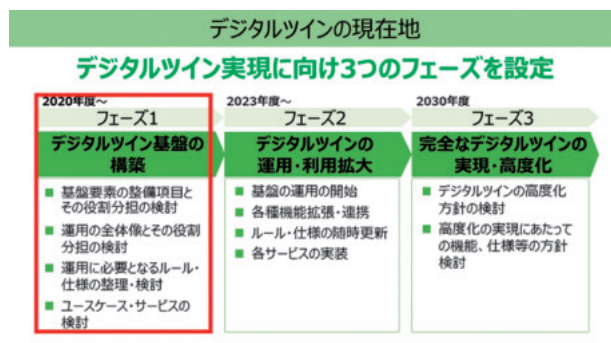 デジタルツインの現在地
デジタルツイン実現に向け3つのフェーズを設定
2020年度～
フェーズ1
デジタルツイン基盤の
構築
■ 基盤要素の整備項目と
その役割分担の検討
■ 運用の全体像とその役割
分担の検討
■ 運用に必要となるルール・
仕様の整理・検討
■ ユースケース・サービスの
検討
2023年度～
フェーズ2
デジタルツインの
運用・利用拡大
■ 基盤の運用の開始
■ 各種機能拡張・連携
■ ルール・仕様の随時更新
■ 各サービスの実装
2030年度
フェーズ3
完全なデジタルツインの
実現・高度化
■ デジタルツインの高度化
方針の検討
■ 高度化の実現にあたって
の機能、仕様等の方針
検討